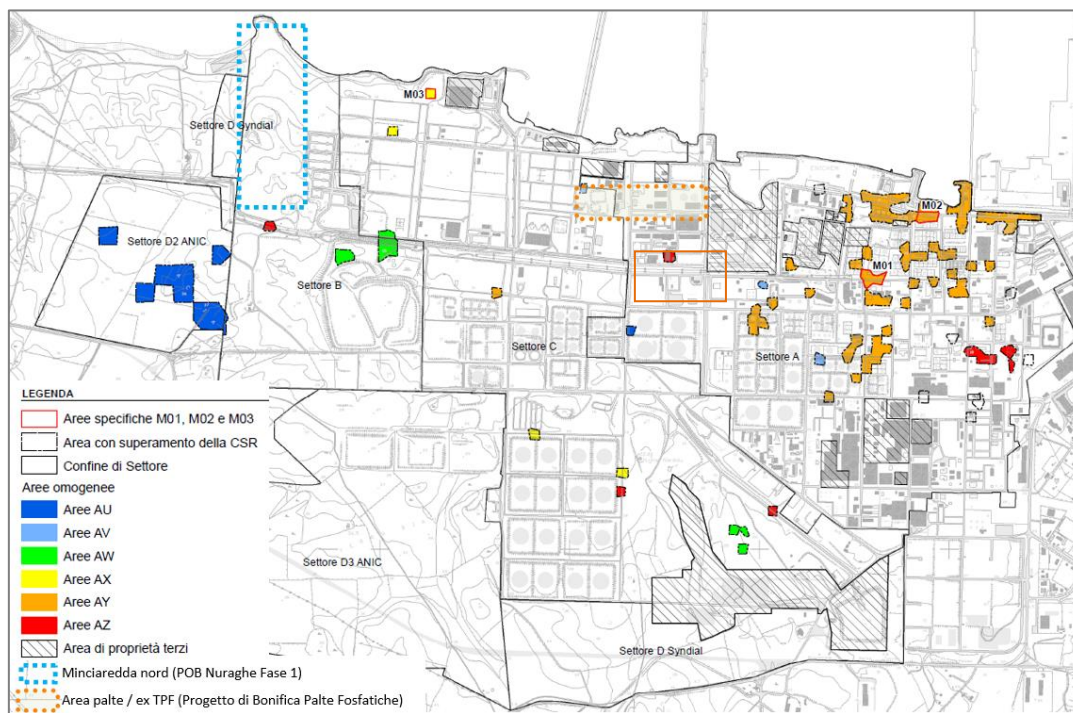 M03
Settore D Syndial
M02
Settore D2 ANIC
M01
Settore B
Settore C
Settore A
LEGENDA
Aree specifiche M01, M02 e M03
Area con superamento della CSR
Confine di Settore
Aree omogenee
Aree AU
Aree AV
Aree AW
Aree AX
Aree AY
Aree AZ
Area di proprietà terzi
Minciaredda nord (POB Nuraghe Fase 1)
Area palte / ex TPF (Progetto di Bonifica Palte Fosfatiche)
Settore D3 ANIC
Settore D Syndial